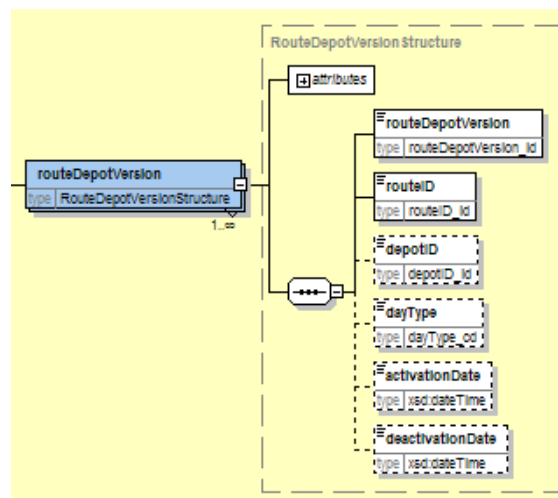 RouteDepotVersionStructure
attributes
routeDepotVersion
type routeDepotVersion_id
routeDepotVersion
type RouteDepotVersionStructure
1..∞
routeID
type routeID_id
depotID
type depotID_id
dayType
type dayType_cd
activationDate
type xsd:dateTime
deactivationDate
type xsd:dateTime